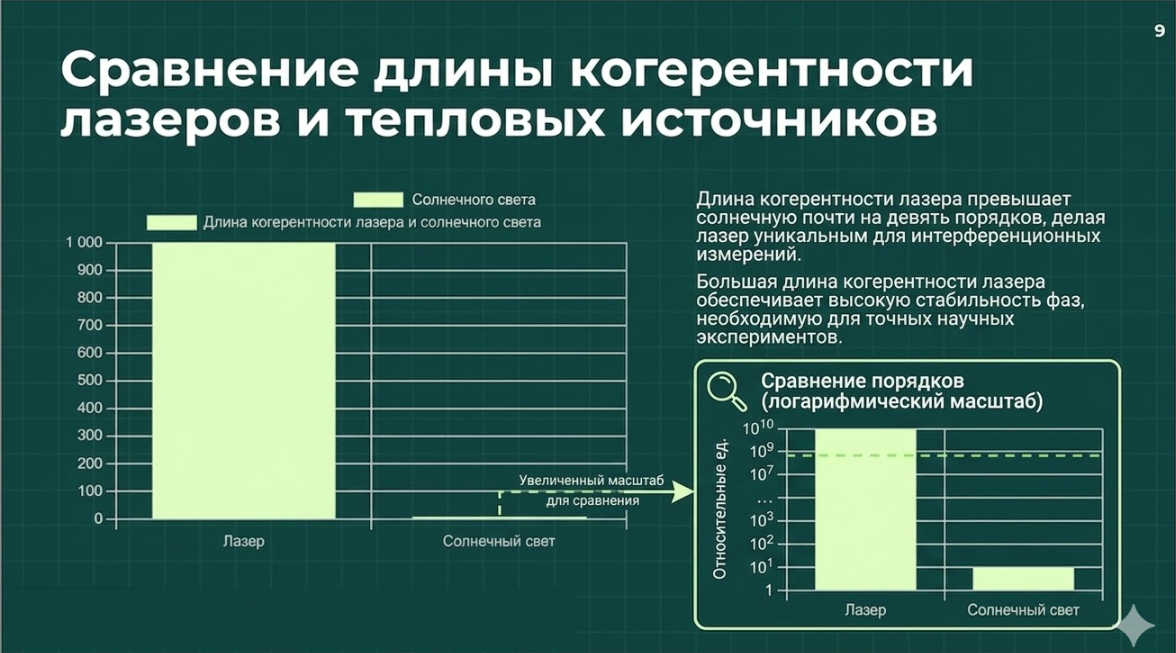 9
Сравнение длины когерентности
лазеров и тепловых источников
Солнечного света
Длина когерентности лазера и солнечного света
1 000
900
800
700
600
500
400
300
200
100
0
Лазер
Солнечный свет
Увеличенный масштаб
для сравнения
Длина когерентности лазера превышает
солнечную почти на девять порядков, делая
лазер уникальным для интерференционных
измерений.
Большая длина когерентности лазера
обеспечивает высокую стабильность фаз,
необходимую для точных научных
экспериментов.
Сравнение порядков
(логарифмический масштаб)
Относительные ед.
10¹⁰
10⁹
10⁷
...
10³
10²
10¹
1
Лазер
Солнечный свет